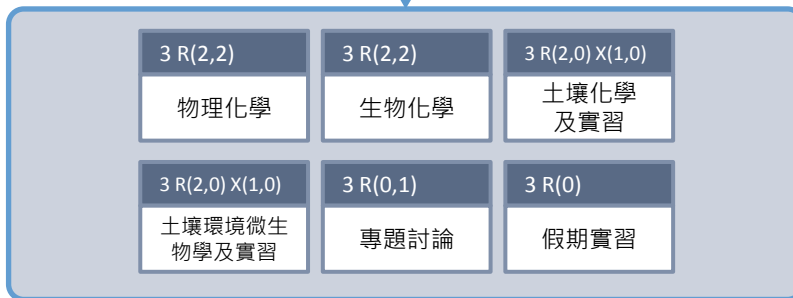 3 R(2,2)
物理化學
3 R(2,2)
生物化學
3 R(2,0) X(1,0)
土壤化學
及實習
3 R(2,0) X(1,0)
土壤環境微生
物學及實習
3 R(0,1)
專題討論
3 R(0)
假期實習